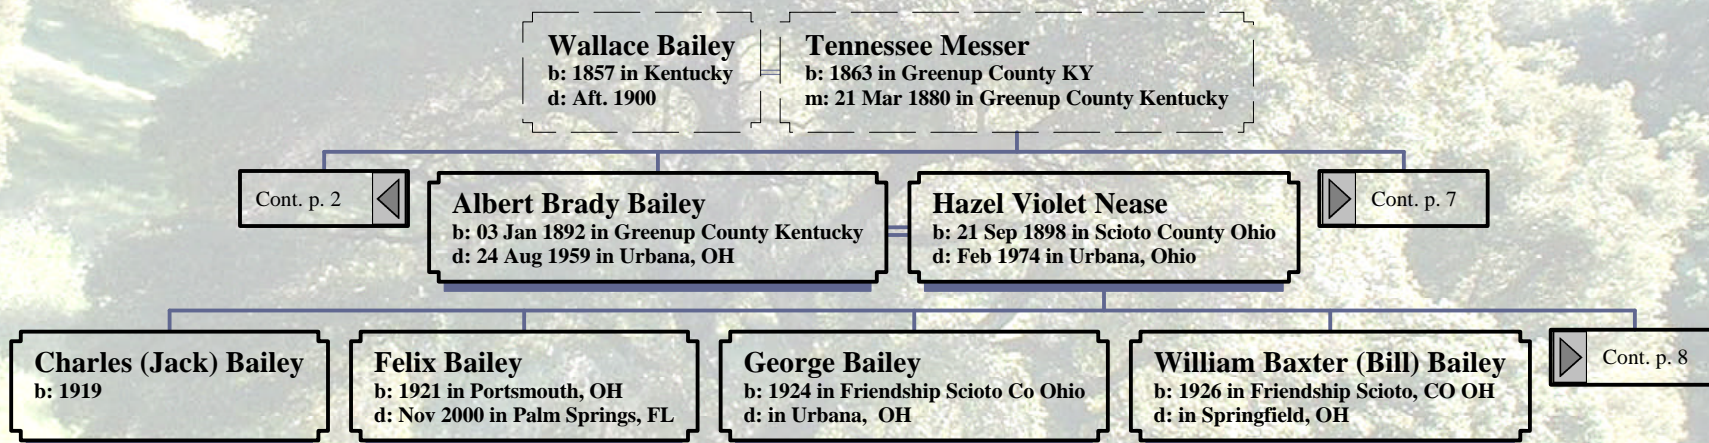 Wallace Bailey
b: 1857 in Kentucky
d: Aft. 1900
Tennessee Messer
b: 1863 in Greenup County KY
m: 21 Mar 1880 in Greenup County Kentucky
Cont. p. 2
Albert Brady Bailey
b: 03 Jan 1892 in Greenup County Kentucky
d: 24 Aug 1959 in Urbana, OH
Hazel Violet Nease
b: 21 Sep 1898 in Scioto County Ohio
d: Feb 1974 in Urbana, Ohio
Cont. p. 7
Charles (Jack) Bailey
b: 1919
Felix Bailey
b: 1921 in Portsmouth, OH
d: Nov 2000 in Palm Springs, FL
George Bailey
b: 1924 in Friendship Scioto Co Ohio
d: in Urbana,  OH
William Baxter (Bill) Bailey
b: 1926 in Friendship Scioto, CO OH
d: in Springfield, OH
Cont. p. 8